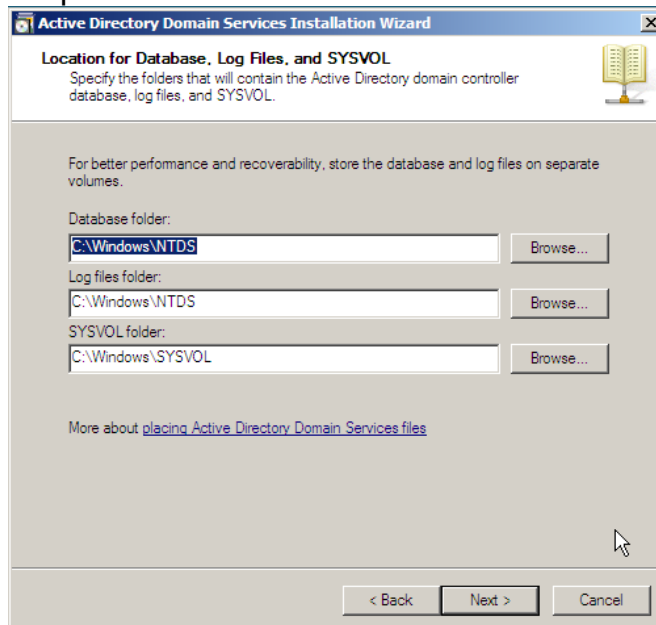 Active Directory Domain Services Installation Wizard
Location for Database, Log Files, and SYSVOL
Specify the folders that will contain the Active Directory domain controller
database, log files, and SYSVOL.
For better performance and recoverability, store the database and log files on separate
volumes.
Database folder:
C:\Windows\NTDS
Browse...
Log files folder:
C:\Windows\NTDS
Browse...
SYSVOL folder:
C:\Windows\SYSVOL
Browse...
More about placing Active Directory Domain Services files
< Back
Next >
Cancel